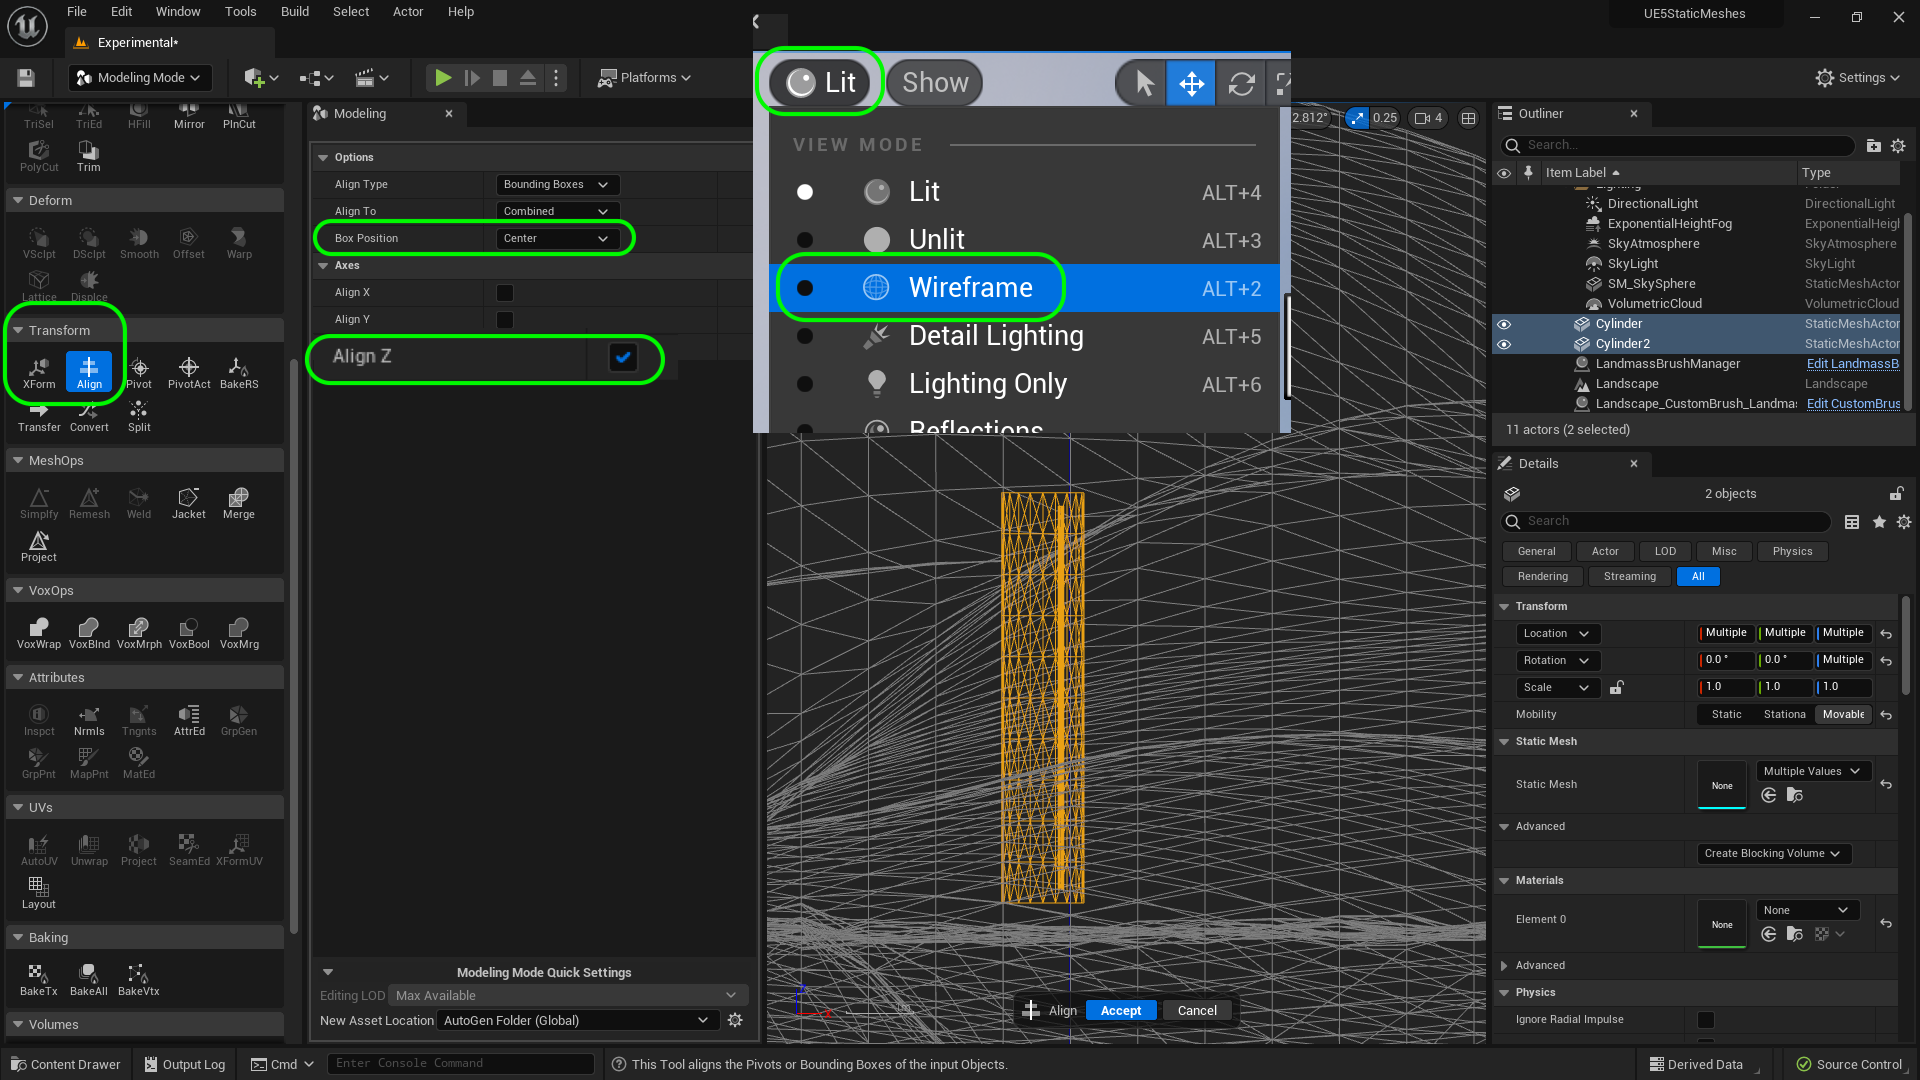 File Edit Window Tools Build Select Actor Help
UE5StaticMeshes
Experimental*
Modeling Mode
Platforms
Settings
TriSel TriEd HFill Mirror PlnCut
PolyCut Trim
Deform
VSclpt DSclpt Smooth Offset Warp
Lattice Displce
Transform
XForm Align Pivot PivotAct BakeRS
Transfer Convert Split
MeshOps
Simplfy Remesh Weld Jacket Merge
Project
VoxOps
VoxWrap VoxBlnd VoxMrph VoxBool VoxMrg
Attributes
Inspct Nrmls Tngnts AttrEd GrpGen
GrpPnt MapPnt MatEd
UVs
AutoUV Unwrap Project SeamEd XFormUV
Layout
Baking
BakeTx BakeAll BakeVtx
Volumes
Modeling
Options
Align Type Bounding Boxes
Align To Combined
Box Position Center
Axes
Align X
Align Y
Align Z
Modeling Mode Quick Settings
Editing LOD Max Available
New Asset Location AutoGen Folder (Global)
Lit Show
VIEW MODE
Lit ALT+4
Unlit ALT+3
Wireframe ALT+2
Detail Lighting ALT+5
Lighting Only ALT+6
Reflections
2.812° 0.25 4
Align Accept Cancel
Outliner
Search...
Item Label Type
Lighting Folder
DirectionalLight DirectionalLight
ExponentialHeightFog ExponentialHeigh
SkyAtmosphere SkyAtmosphere
SkyLight SkyLight
SM_SkySphere StaticMeshActor
VolumetricCloud VolumetricCloud
Cylinder StaticMeshActor
Cylinder2 StaticMeshActor
LandmassBrushManager Edit LandmassB
Landscape Landscape
Landscape_CustomBrush_Landmas Edit CustomBrus
11 actors (2 selected)
Details
2 objects
Search
General Actor LOD Misc Physics
Rendering Streaming All
Transform
Location Multiple Multiple Multiple
Rotation 0.0 ° 0.0 ° Multiple
Scale 1.0 1.0 1.0
Mobility Static Stationa Movable
Static Mesh
Static Mesh None Multiple Values
Advanced
Create Blocking Volume
Materials
Element 0 None None
Advanced
Physics
Ignore Radial Impulse
Content Drawer Output Log Cmd Enter Console Command This Tool aligns the Pivots or Bounding Boxes of the input Objects. Derived Data Source Control